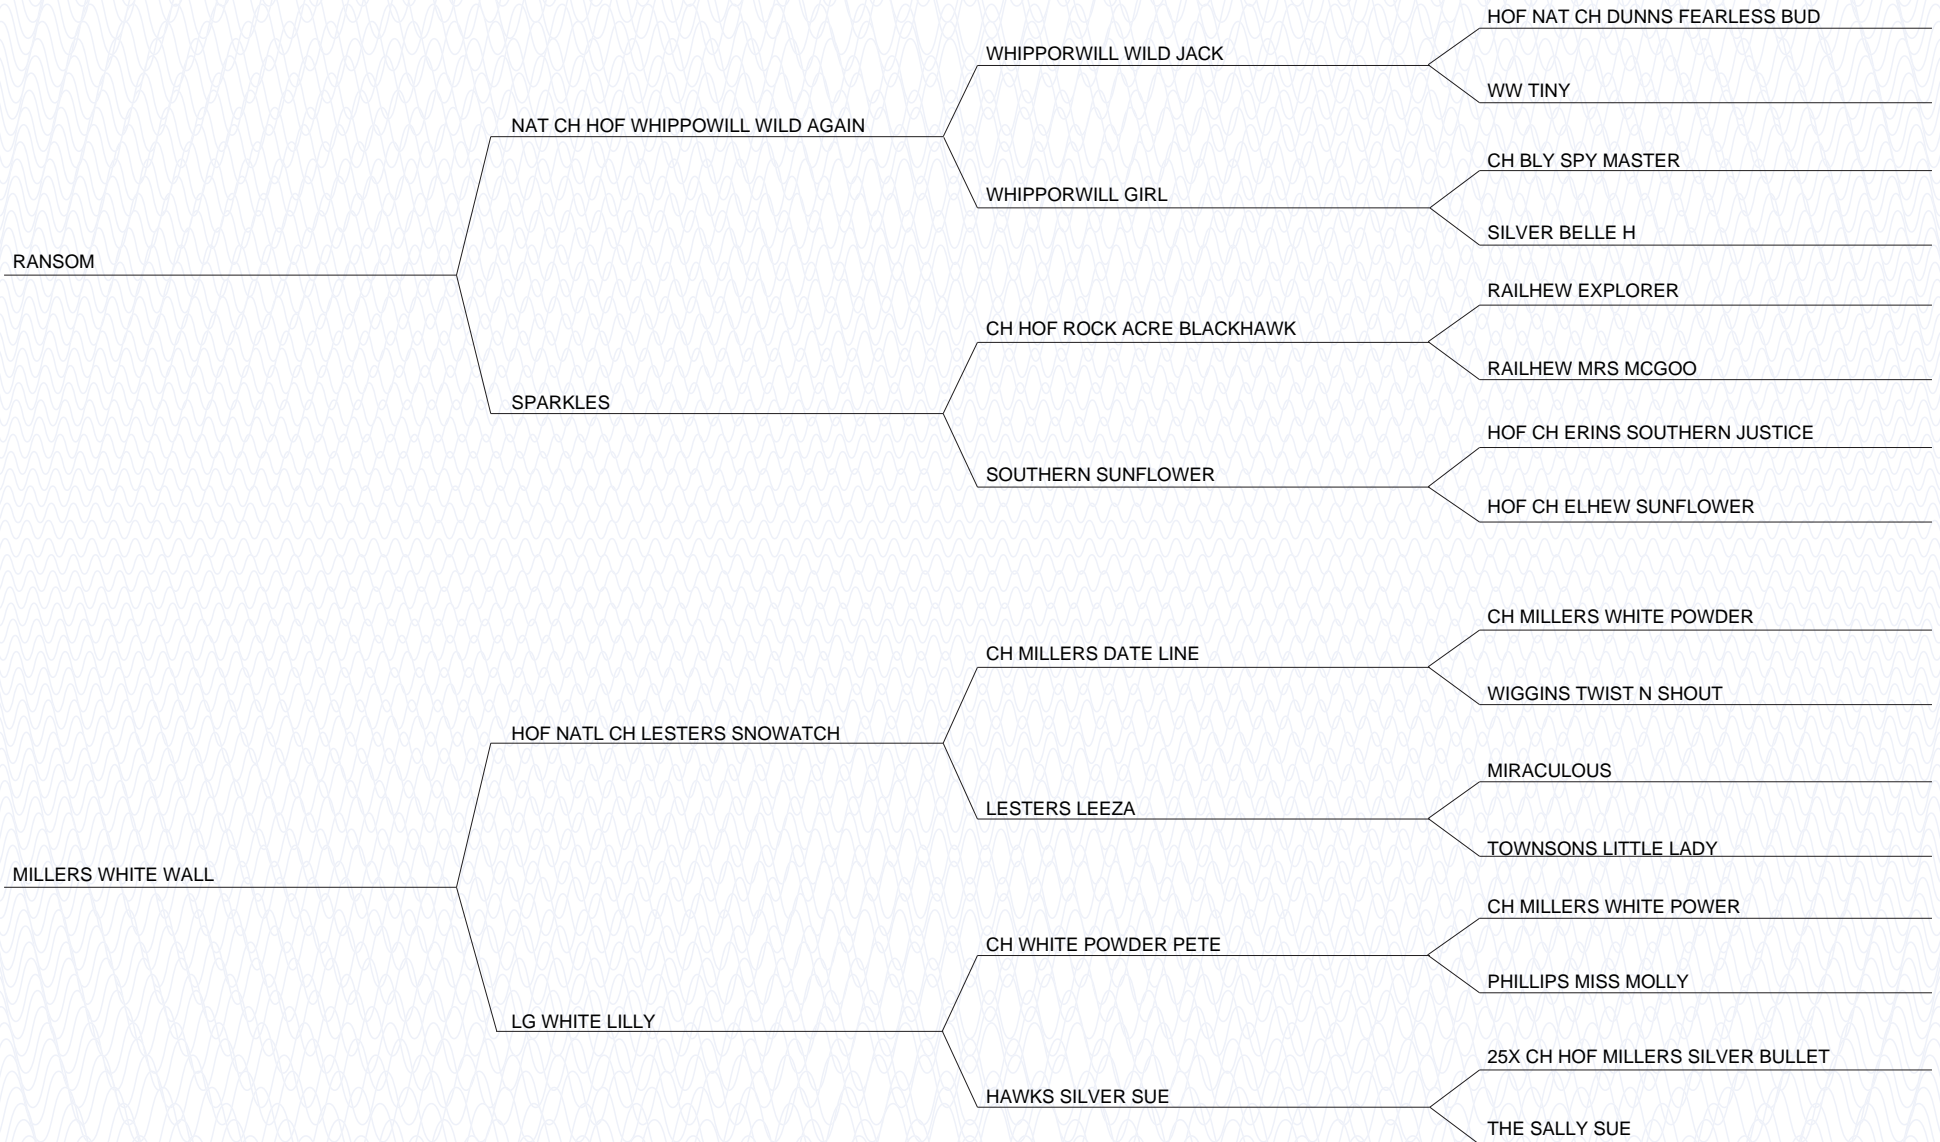 HOF NAT CH DUNNS FEARLESS BUD
WHIPPORWILL WILD JACK
WW TINY
NAT CH HOF WHIPPOWILL WILD AGAIN
CH BLY SPY MASTER
WHIPPORWILL GIRL
SILVER BELLE H
RANSOM
RAILHEW EXPLORER
CH HOF ROCK ACRE BLACKHAWK
RAILHEW MRS MCGOO
SPARKLES
HOF CH ERINS SOUTHERN JUSTICE
SOUTHERN SUNFLOWER
HOF CH ELHEW SUNFLOWER
CH MILLERS WHITE POWDER
CH MILLERS DATE LINE
WIGGINS TWIST N SHOUT
HOF NATL CH LESTERS SNOWATCH
MIRACULOUS
LESTERS LEEZA
TOWNSONS LITTLE LADY
MILLERS WHITE WALL
CH MILLERS WHITE POWER
CH WHITE POWDER PETE
PHILLIPS MISS MOLLY
LG WHITE LILLY
25X CH HOF MILLERS SILVER BULLET
HAWKS SILVER SUE
THE SALLY SUE